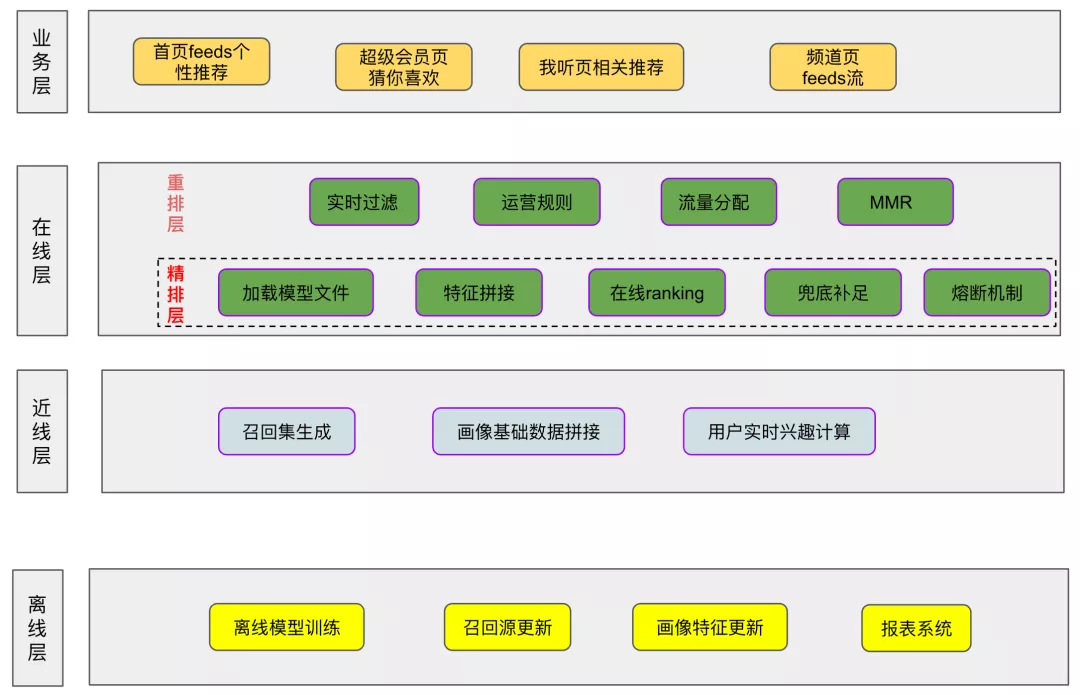 业务层
首页feeds个
性推荐
超级会员页
猜你喜欢
我听页相关推荐
频道页
feeds流
在线层
重排层
实时过滤
运营规则
流量分配
MMR
精排层
加载模型文件
特征拼接
在线ranking
兜底补足
熔断机制
近线层
召回集生成
画像基础数据拼接
用户实时兴趣计算
离线层
离线模型训练
召回源更新
画像特征更新
报表系统